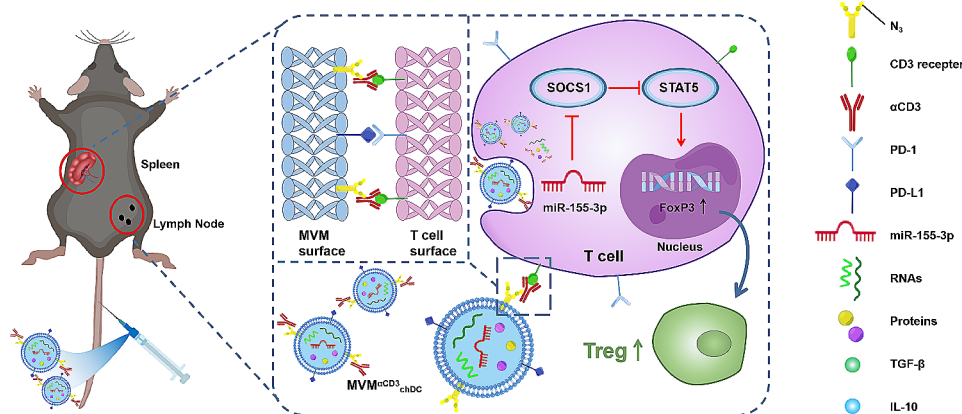 Spleen
Lymph Node
MVM
surface
T cell
surface
SOCS1
STAT5
miR-155-3p
FoxP3 ↑
Nucleus
T cell
MVMαCD3chDC
Treg ↑
N3
CD3 recepter
αCD3
PD-1
PD-L1
miR-155-3p
RNAs
Proteins
TGF-β
IL-10